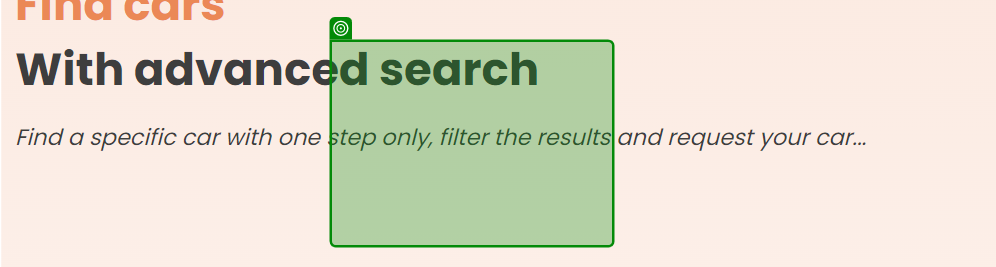 Find cars
With advanced search
Find a specific car with one step only, filter the results and request your car...